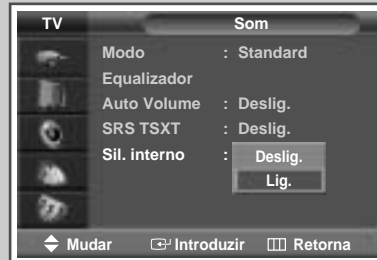 TV Som
Modo : Standard
Equalizador
Auto Volume : Deslig.
SRS TSXT : Deslig.
Sil. interno : Deslig.
Lig.
Mudar Introduzir Retorna